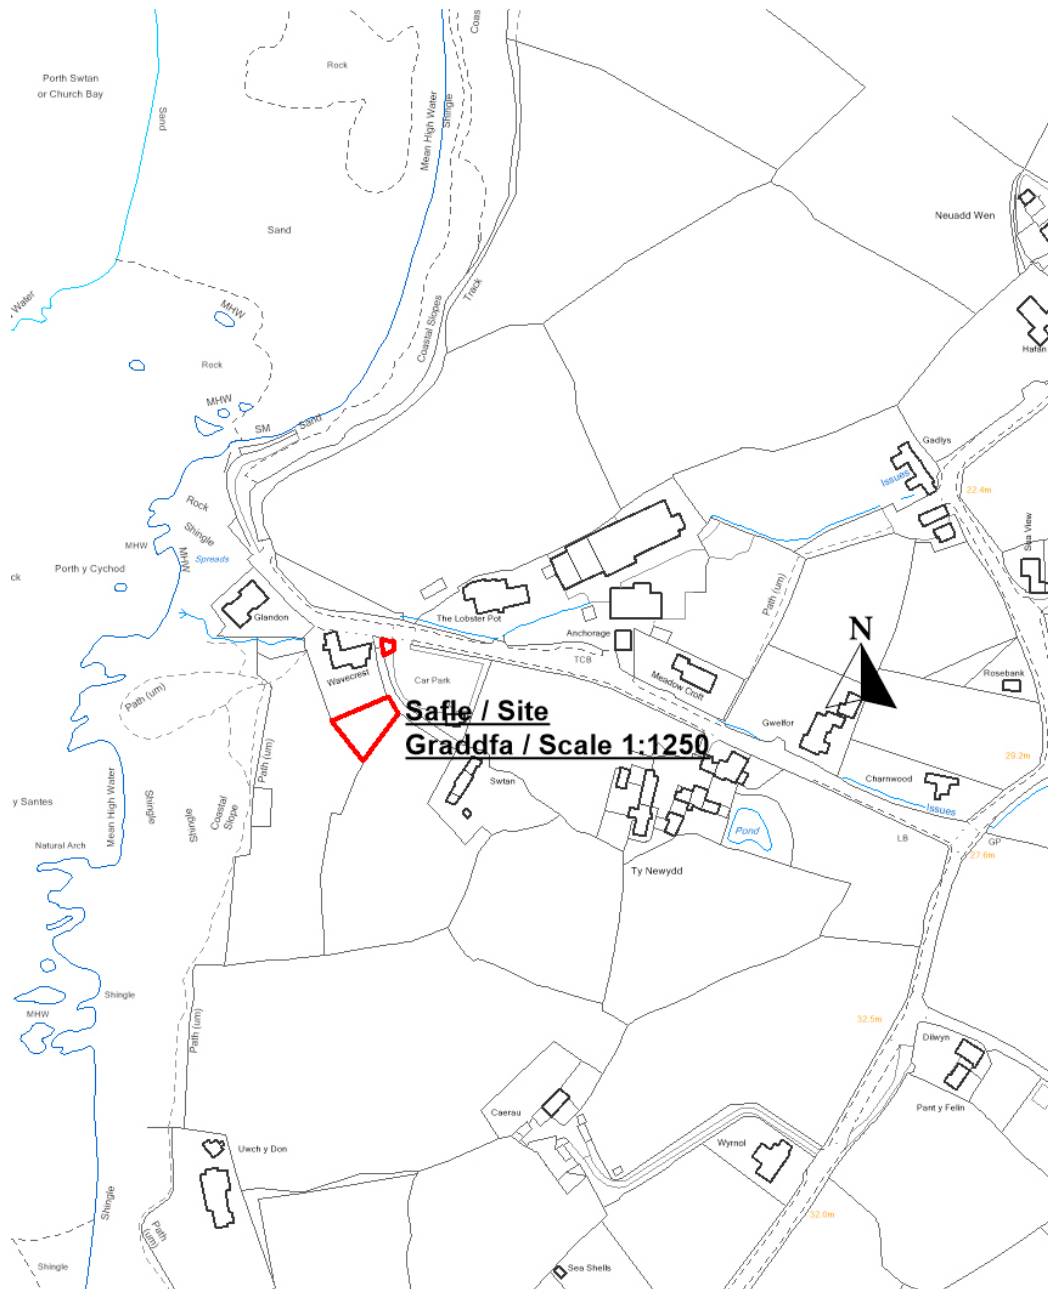 Coas
Rock
Porth Swtan
or Church Bay
Sand
Mean High Water
Shingle
Neuadd Wen
Sand
Track
Water
MHW
Coastal Slopes
Hafan
Rock
MHW
SM
Sand
Gadlys
Issues
22.4m
Rock
Shingle
MHW
MHW
Spreads
Sea View
ck
Porth y Cychod
Path (um)
Glandon
The Lobster Pot
Anchorage
TCB
Wavecrest
Car Park
Meadow Croft
Rosebank
N
Path (um)
Safle / Site
Graddfa / Scale 1:1250
Gwelfor
Path (um)
29.2m
Swtan
Charnwood
Issues
y Santes
Mean High Water
Shingle
Shingle
Coastal
Slope
Pond
LB
GP
Natural Arch
27.6m
Ty Newydd
Shingle
MHW
Path (um)
32.5m
Dilwyn
Caerau
Pant y Felin
Wyrnol
Uwch y Don
Shingle
Path
(um)
32.0m
Shingle
Sea Shells